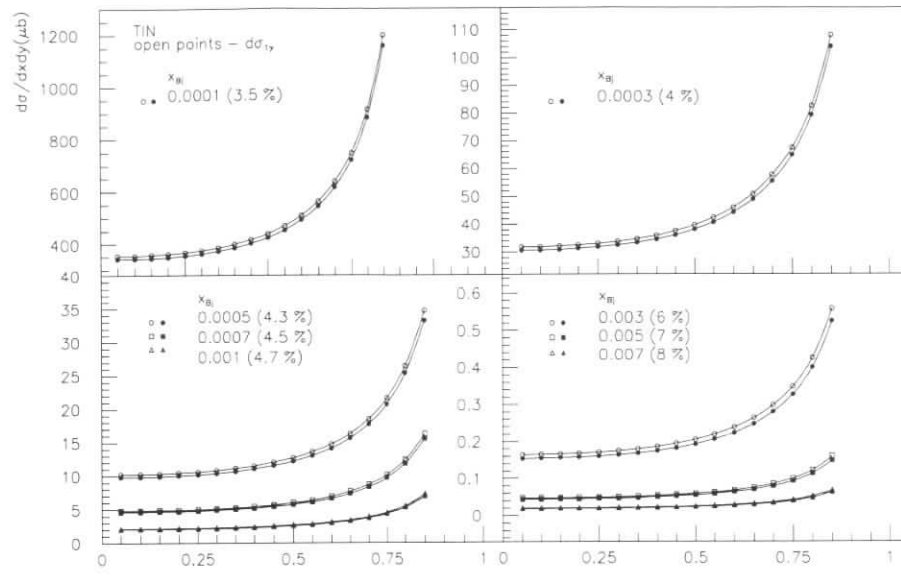 dσ/dxdy(μb)
1200
1000
800
600
400
TIN
open points – dσ₁ᵧ
x_Bj
0.0001 (3.5 %)
110
100
90
80
70
60
50
40
30
x_Bj
0.0003 (4 %)
40
35
30
25
20
15
10
5
0
x_Bj
0.0005 (4.3 %)
0.0007 (4.5 %)
0.001 (4.7 %)
0
0.25
0.5
0.75
1
0.6
0.5
0.4
0.3
0.2
0.1
0
x_Bj
0.003 (6 %)
0.005 (7 %)
0.007 (8 %)
0
0.25
0.5
0.75
1